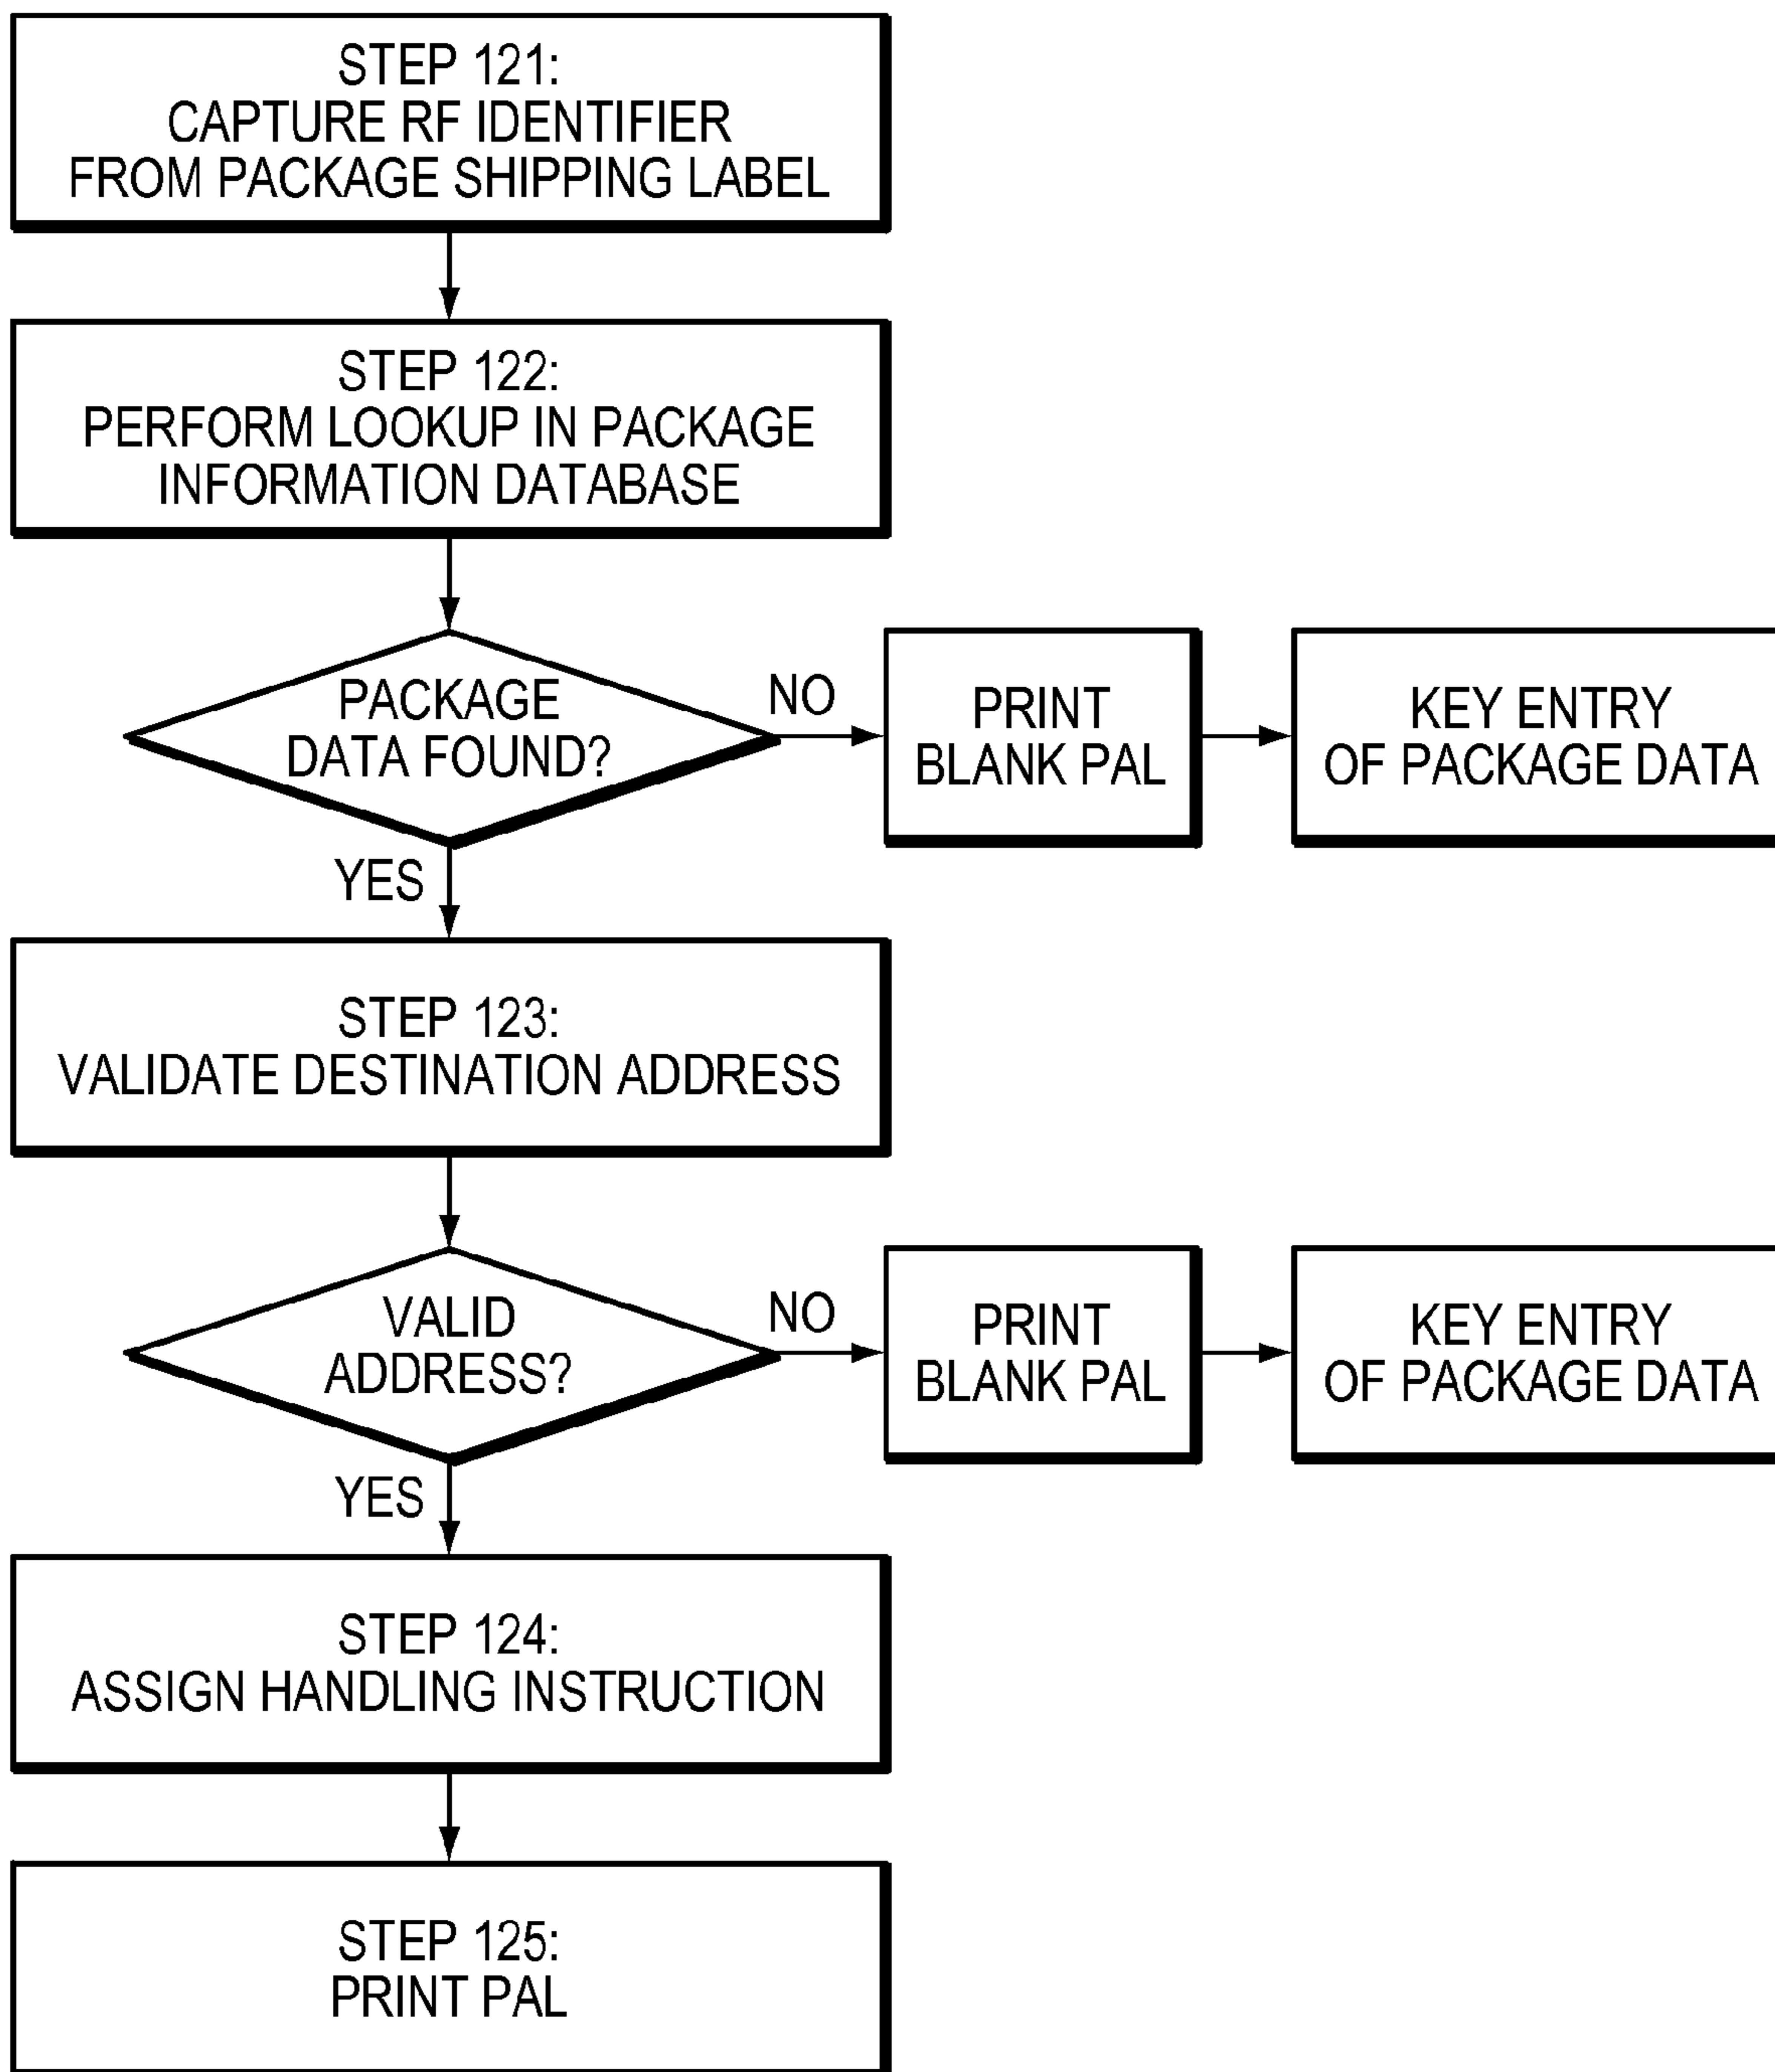 STEP 121:
CAPTURE RF IDENTIFIER
FROM PACKAGE SHIPPING LABEL
STEP 122:
PERFORM LOOKUP IN PACKAGE
INFORMATION DATABASE
PACKAGE
DATA FOUND?
NO
PRINT
BLANK PAL
KEY ENTRY
OF PACKAGE DATA
YES
STEP 123:
VALIDATE DESTINATION ADDRESS
VALID
ADDRESS?
NO
PRINT
BLANK PAL
KEY ENTRY
OF PACKAGE DATA
YES
STEP 124:
ASSIGN HANDLING INSTRUCTION
STEP 125:
PRINT PAL